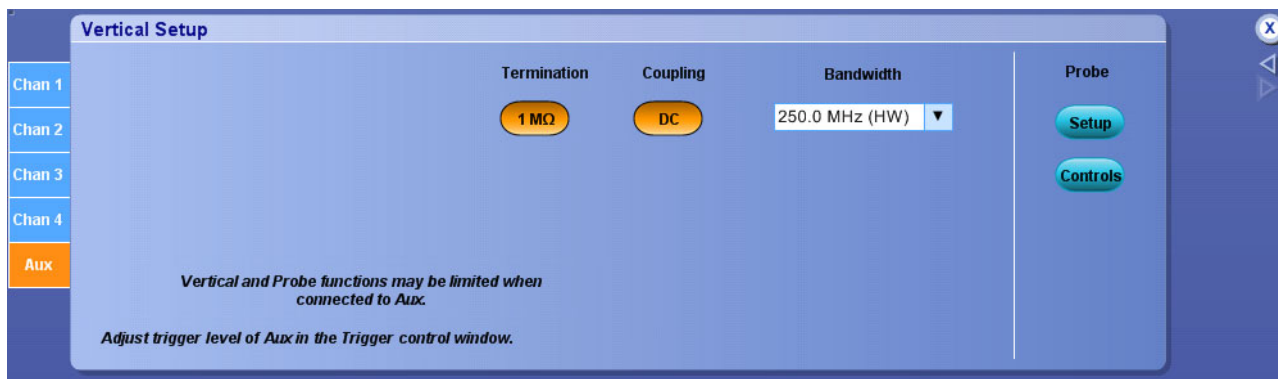 Vertical Setup
X
Chan 1
Chan 2
Chan 3
Chan 4
Aux
Termination
Coupling
Bandwidth
Probe
1 MΩ
DC
250.0 MHz (HW)
Setup
Controls
Vertical and Probe functions may be limited when
connected to Aux.
Adjust trigger level of Aux in the Trigger control window.